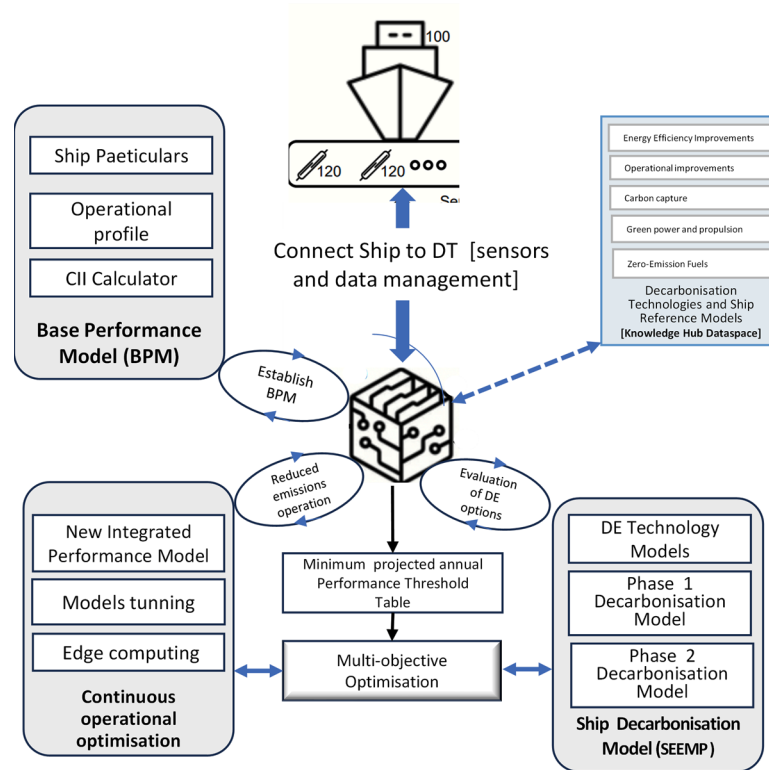 100
120
120
Se
Connect Ship to DT [sensors
and data management]
Ship Paeticulars
Operational
profile
CII Calculator
Base Performance
Model (BPM)
Energy Efficiency Improvements
Operational improvements
Carbon capture
Green power and propulsion
Zero-Emission Fuels
Decarbonisation
Technologies and Ship
Reference Models
[Knowledge Hub Dataspace]
Establish
BPM
Reduced
emissions
operation
Evaluation
of DE
options
New Integrated
Performance Model
Models tunning
Edge computing
Continuous
operational
optimisation
Minimum projected annual
Performance Threshold
Table
Multi-objective
Optimisation
DE Technology
Models
Phase 1
Decarbonisation
Model
Phase 2
Decarbonisation
Model
Ship Decarbonisation
Model (SEEMP)